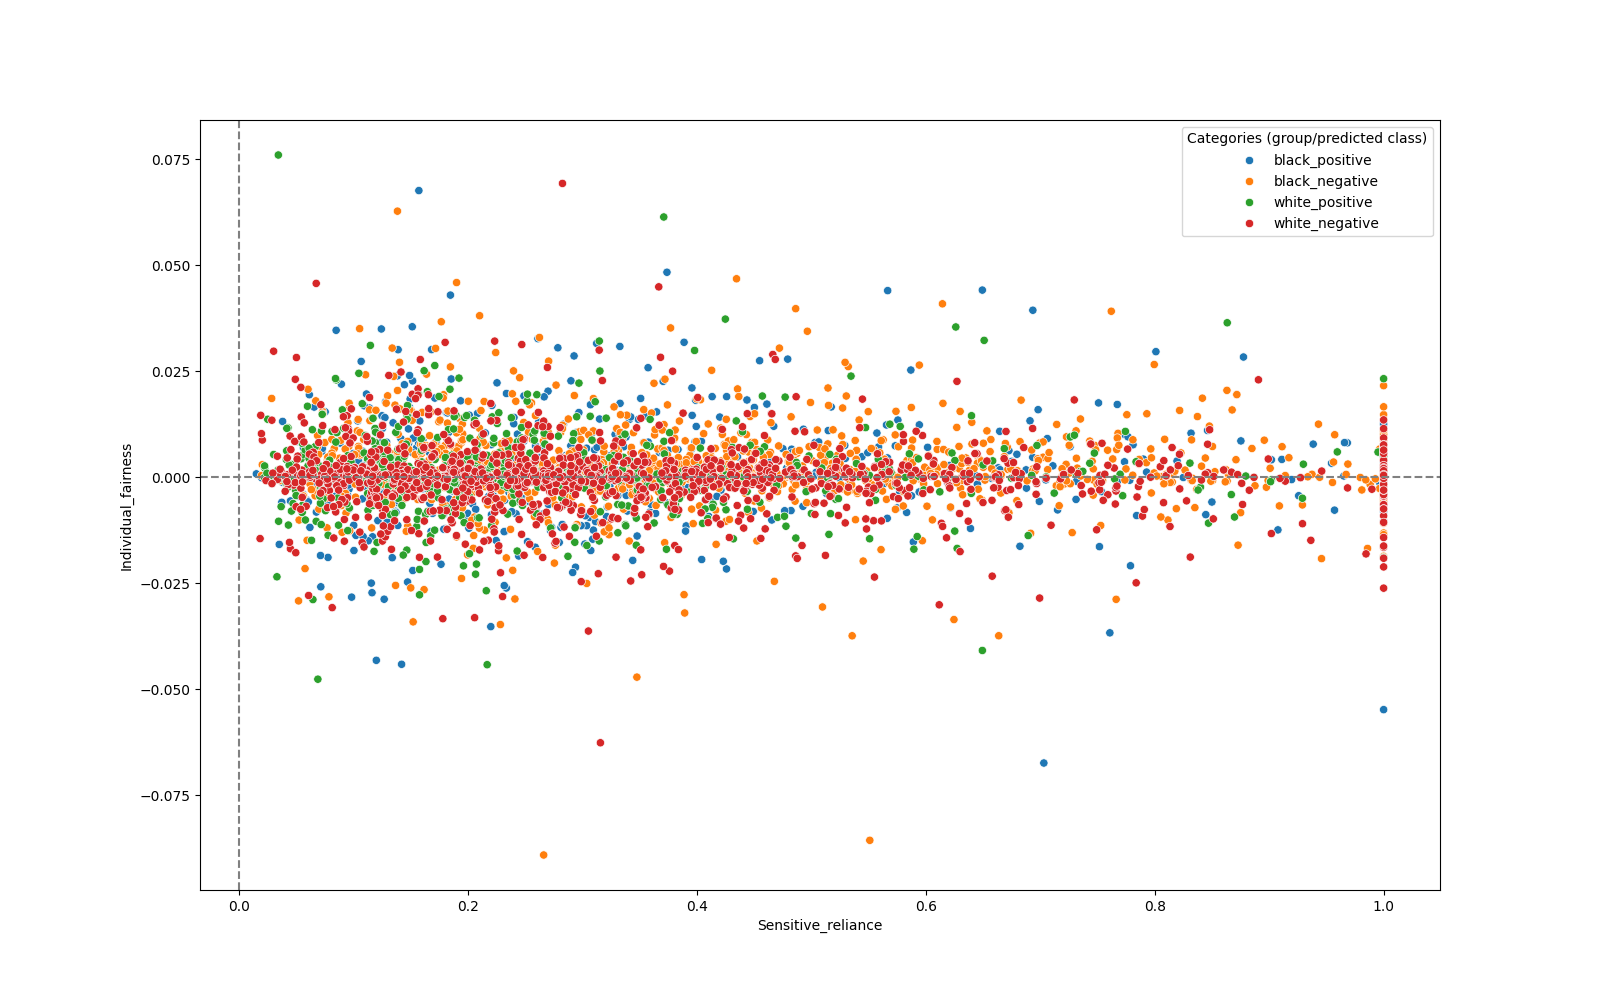 Categories (group/predicted class)
black_positive
black_negative
white_positive
white_negative
0.075
0.050
0.025
0.000
−0.025
−0.050
−0.075
Individual_fairness
0.0 0.2 0.4 0.6 0.8 1.0
Sensitive_reliance